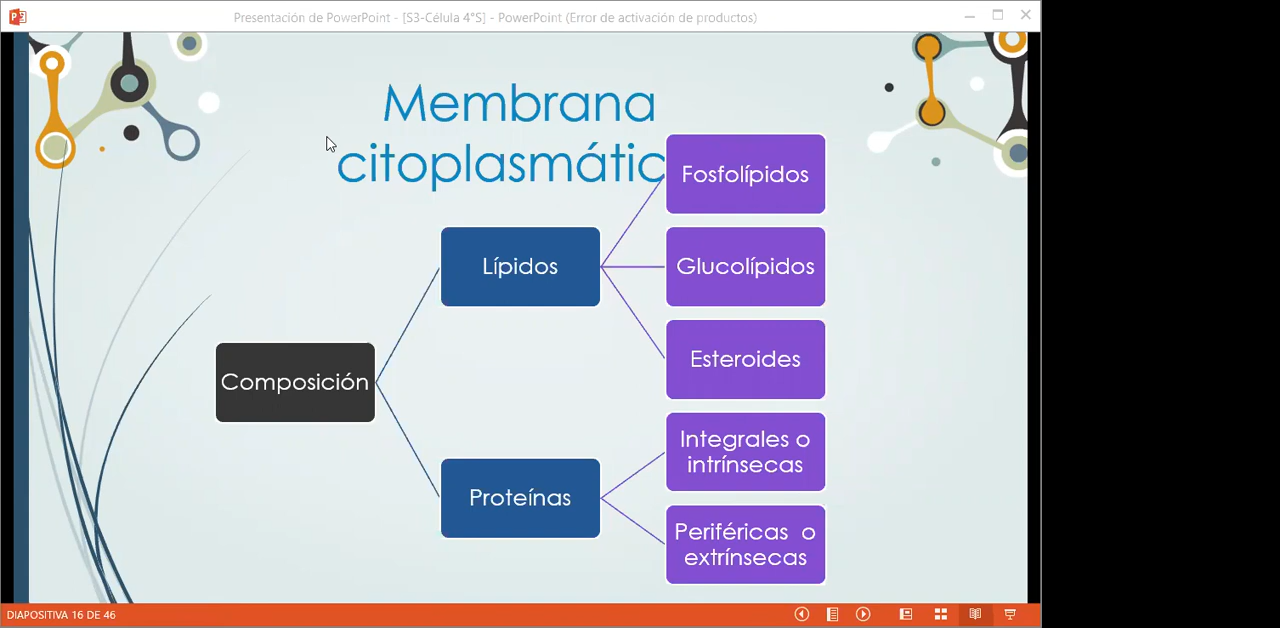 Presentación de PowerPoint - [S3-Célula 4°S] - PowerPoint (Error de activación de productos)
Membrana
citoplasmátic
Fosfolípidos
Lípidos
Glucolípidos
Esteroides
Composición
Integrales o
intrínsecas
Proteínas
Periféricas o
extrínsecas
DIAPOSITIVA 16 DE 46